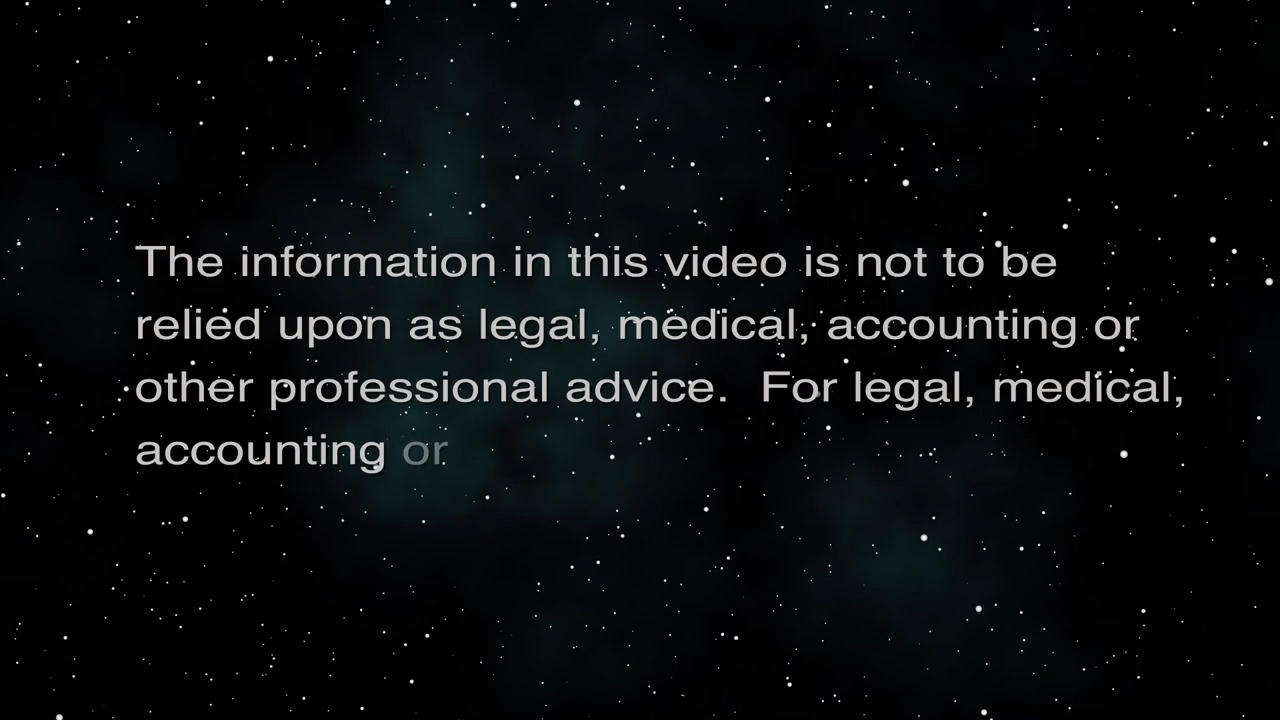 The information in this video is not to be
relied upon as legal, medical, accounting or
other professional advice.  For legal, medical,
accounting or